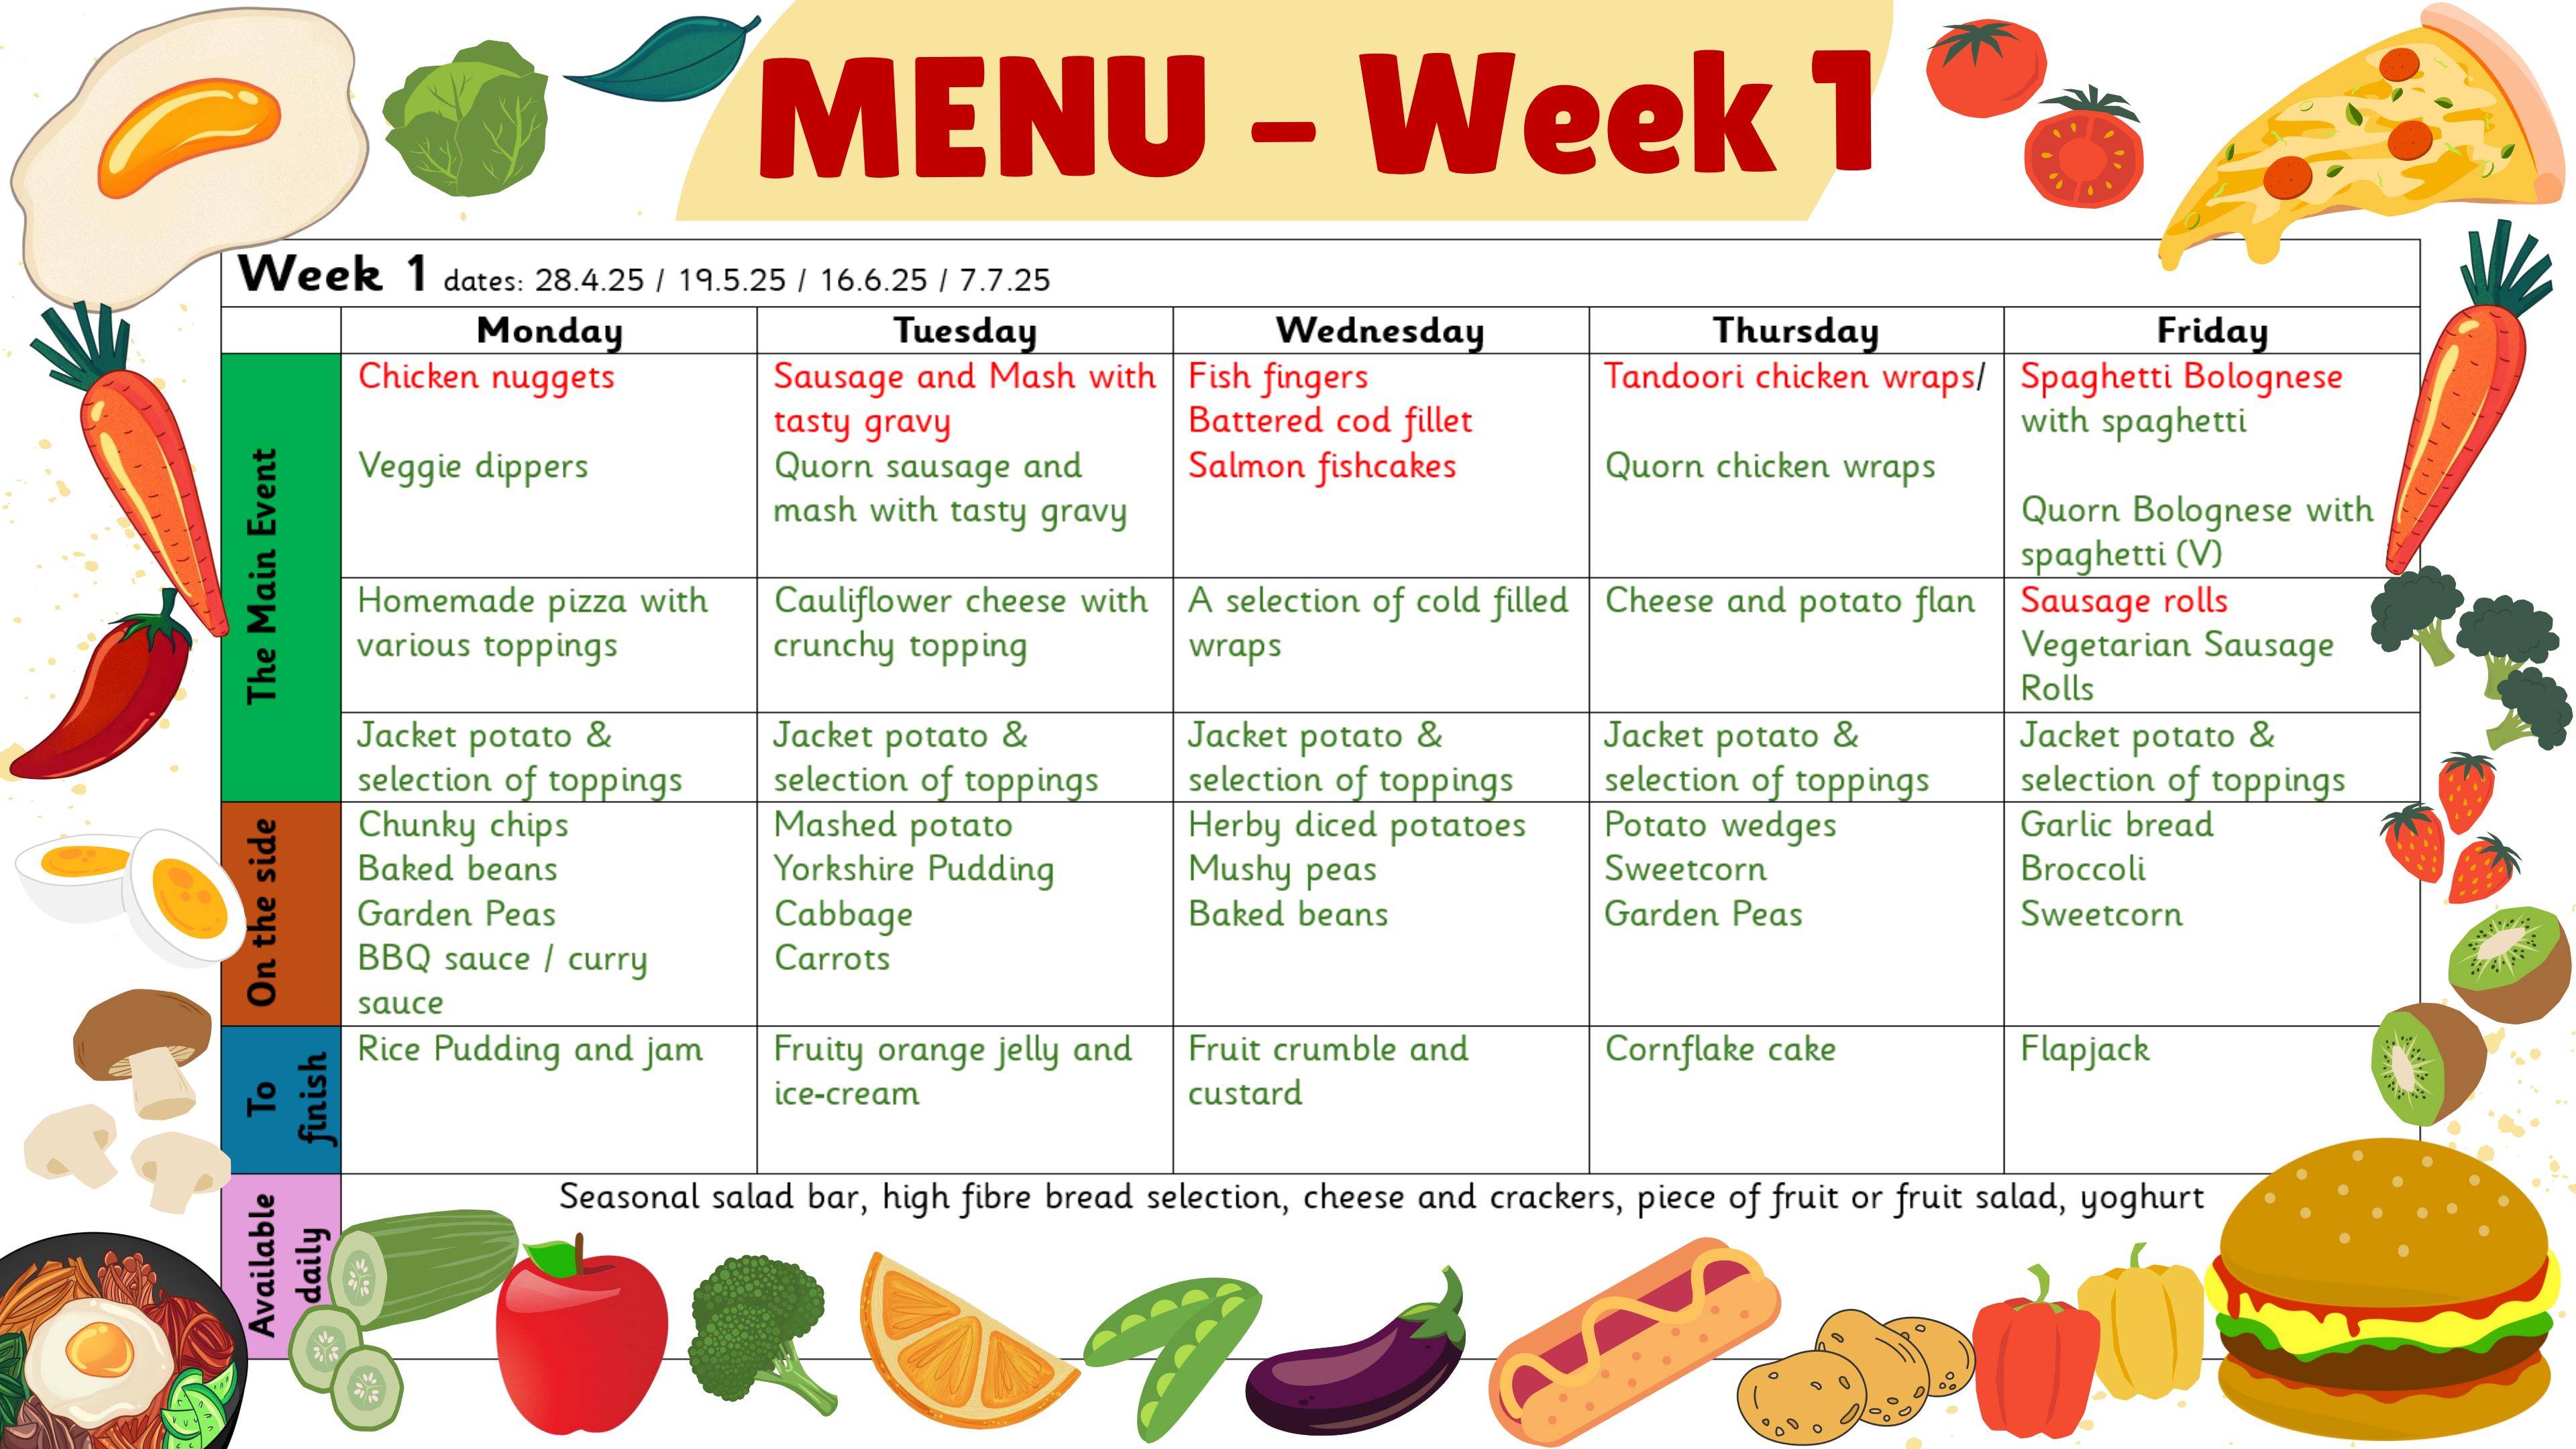 MENU - Week 1
Week 1 dates: 28.4.25 / 19.5.25 / 16.6.25 / 7.7.25
Monday
Tuesday
Wednesday
Thursday
Friday
The Main Event
Chicken nuggets
Veggie dippers
Sausage and Mash with
tasty gravy
Quorn sausage and
mash with tasty gravy
Fish fingers
Battered cod fillet
Salmon fishcakes
Tandoori chicken wraps/
Quorn chicken wraps
Spaghetti Bolognese
with spaghetti
Quorn Bolognese with
spaghetti (V)
Homemade pizza with
various toppings
Cauliflower cheese with
crunchy topping
A selection of cold filled
wraps
Cheese and potato flan
Sausage rolls
Vegetarian Sausage
Rolls
Jacket potato &
selection of toppings
Jacket potato &
selection of toppings
Jacket potato &
selection of toppings
Jacket potato &
selection of toppings
Jacket potato &
selection of toppings
On the side
Chunky chips
Baked beans
Garden Peas
BBQ sauce / curry
sauce
Mashed potato
Yorkshire Pudding
Cabbage
Carrots
Herby diced potatoes
Mushy peas
Baked beans
Potato wedges
Sweetcorn
Garden Peas
Garlic bread
Broccoli
Sweetcorn
To
finish
Rice Pudding and jam
Fruity orange jelly and
ice-cream
Fruit crumble and
custard
Cornflake cake
Flapjack
Available
daily
Seasonal salad bar, high fibre bread selection, cheese and crackers, piece of fruit or fruit salad, yoghurt